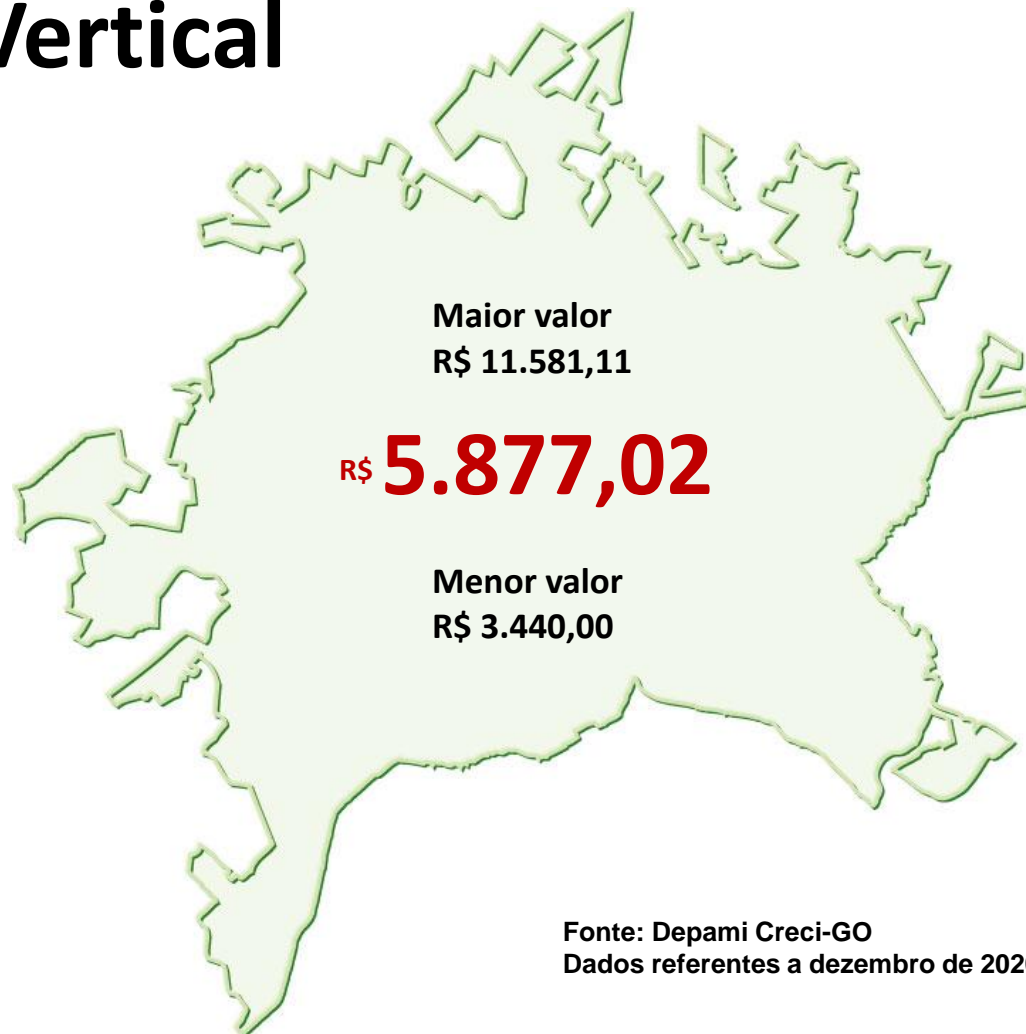 Vertical
Maior valor
R$ 11.581,11
R$ 5.877,02
Menor valor
R$ 3.440,00
Fonte: Depami Creci-GO
Dados referentes a dezembro de 2020